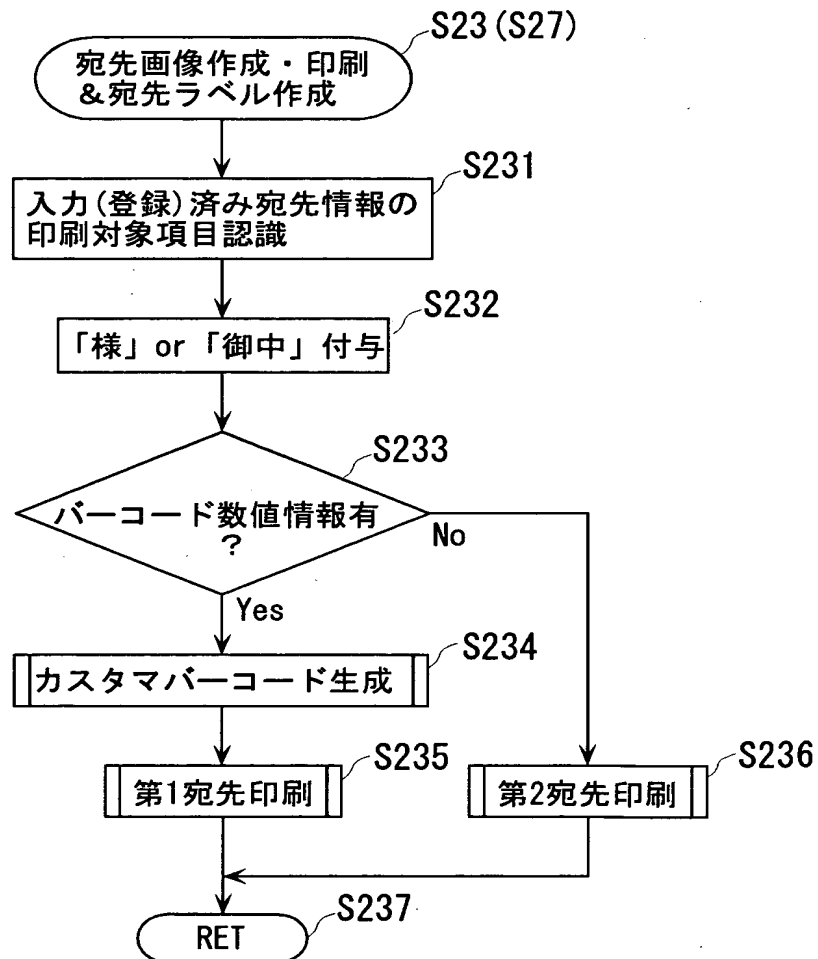 S23(S27)
宛先画像作成・印刷
&宛先ラベル作成
S231
入力(登録)済み宛先情報の
印刷対象項目認識
S232
「様」or「御中」付与
S233
バーコード数値情報有
?
No
Yes
S234
カスタマバーコード生成
S235
第1宛先印刷
S236
第2宛先印刷
S237
RET